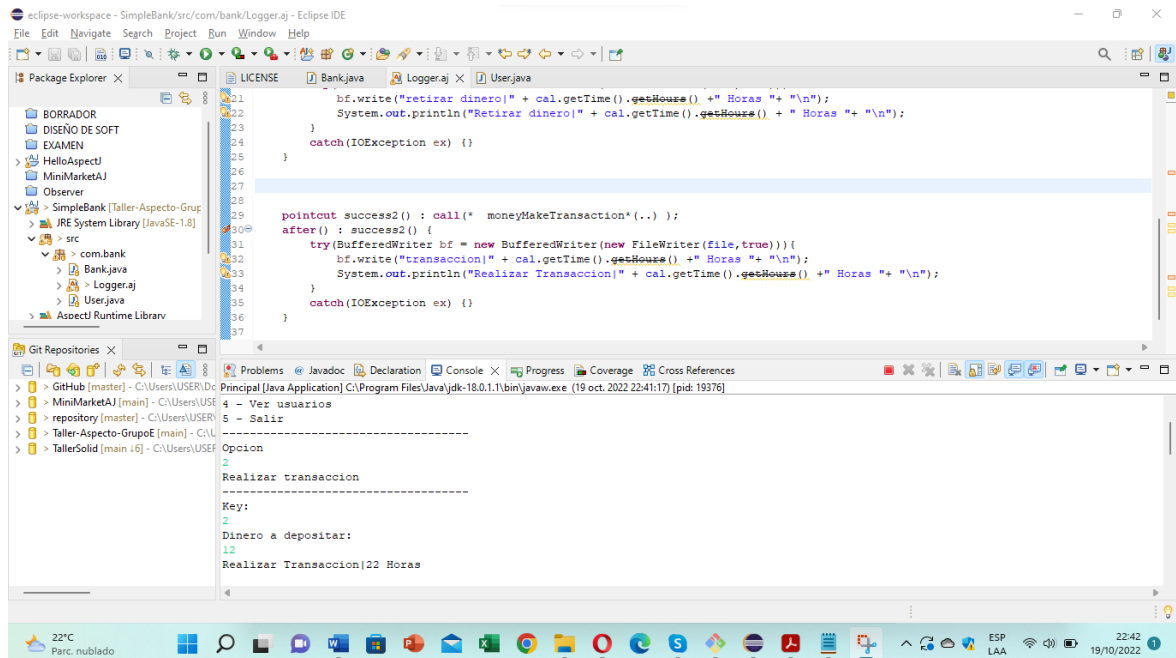 eclipse-workspace - SimpleBank/src/com/bank/Logger.aj - Eclipse IDE
File Edit Navigate Search Project Run Window Help
Package Explorer
BORRADOR
DISEÑO DE SOFT
EXAMEN
HelloAspectJ
MiniMarketAJ
Observer
> SimpleBank [Taller-Aspecto-Grup
JRE System Library [JavaSE-1.8]
> src
> com.bank
Bank.java
> Logger.aj
User.java
AspectJ Runtime Library
LICENSE Bank.java Logger.aj User.java
21 bf.write("retirar dinero|" + cal.getTime().getHours() +" Horas "+ "\n");
22 System.out.println("Retirar dinero|" + cal.getTime().getHours() + " Horas "+ "\n");
23 }
24 catch(IOException ex) {}
25 }
26
27
28
29 pointcut success2() : call(* moneyMakeTransaction*(..) );
30 after() : success2() {
31 try(BufferedWriter bf = new BufferedWriter(new FileWriter(file,true))){
32 bf.write("transaccion|" + cal.getTime().getHours() +" Horas "+ "\n");
33 System.out.println("Realizar Transaccion|" + cal.getTime().getHours() +" Horas "+ "\n");
34 }
35 catch(IOException ex) {}
36 }
37
Git Repositories
> GitHub [master] - C:\Users\USER\Dc
> MiniMarketAJ [main] - C:\Users\USE
> repository [master] - C:\Users\USER\
> Taller-Aspecto-GrupoE [main] - C:\U
> TallerSolid [main ↓6] - C:\Users\USEF
Problems Javadoc Declaration Console Progress Coverage Cross References
Principal [Java Application] C:\Program Files\Java\jdk-18.0.1.1\bin\javaw.exe (19 oct. 2022 22:41:17) [pid: 19376]
4 - Ver usuarios
5 - Salir
------------------------------------
Opcion
2
Realizar transaccion
------------------------------------
Key:
2
Dinero a depositar:
12
Realizar Transaccion|22 Horas
22°C
Parc. nublado
ESP
LAA
22:42
19/10/2022
1